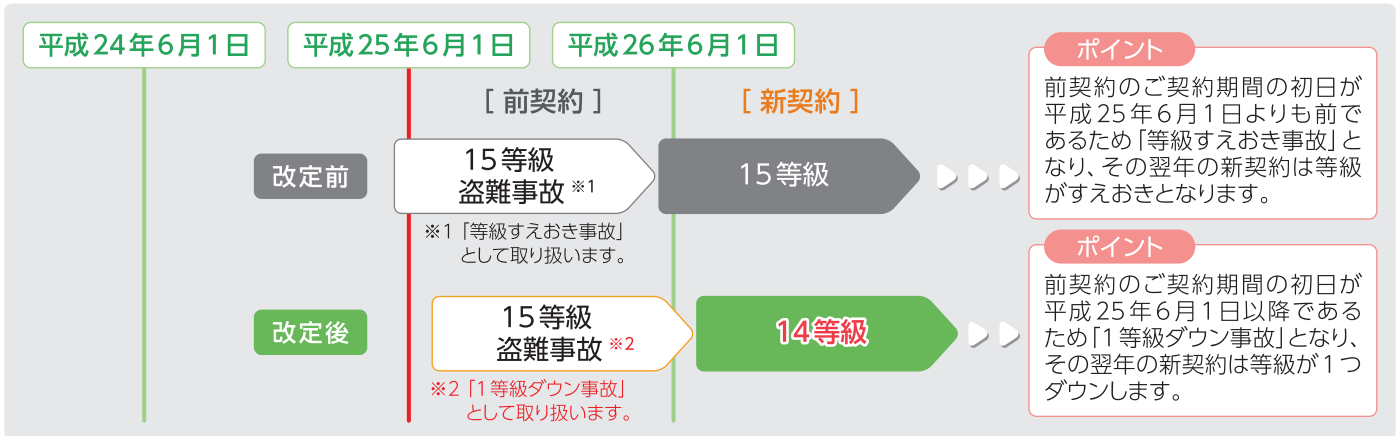 平成24年6月1日
平成25年6月1日
平成26年6月1日
[ 前契約 ]
[ 新契約 ]
改定前
15等級
盗難事故 ※1
15等級
※1 「等級すえおき事故」
として取り扱います。
ポイント
前契約のご契約期間の初日が
平成25年6月1日よりも前で
あるため「等級すえおき事故」と
なり、その翌年の新契約は等級
がすえおきとなります。
改定後
15等級
盗難事故 ※2
14等級
※2 「1等級ダウン事故」
として取り扱います。
ポイント
前契約のご契約期間の初日が
平成25年6月1日以降である
ため「1等級ダウン事故」となり、
その翌年の新契約は等級が1つ
ダウンします。